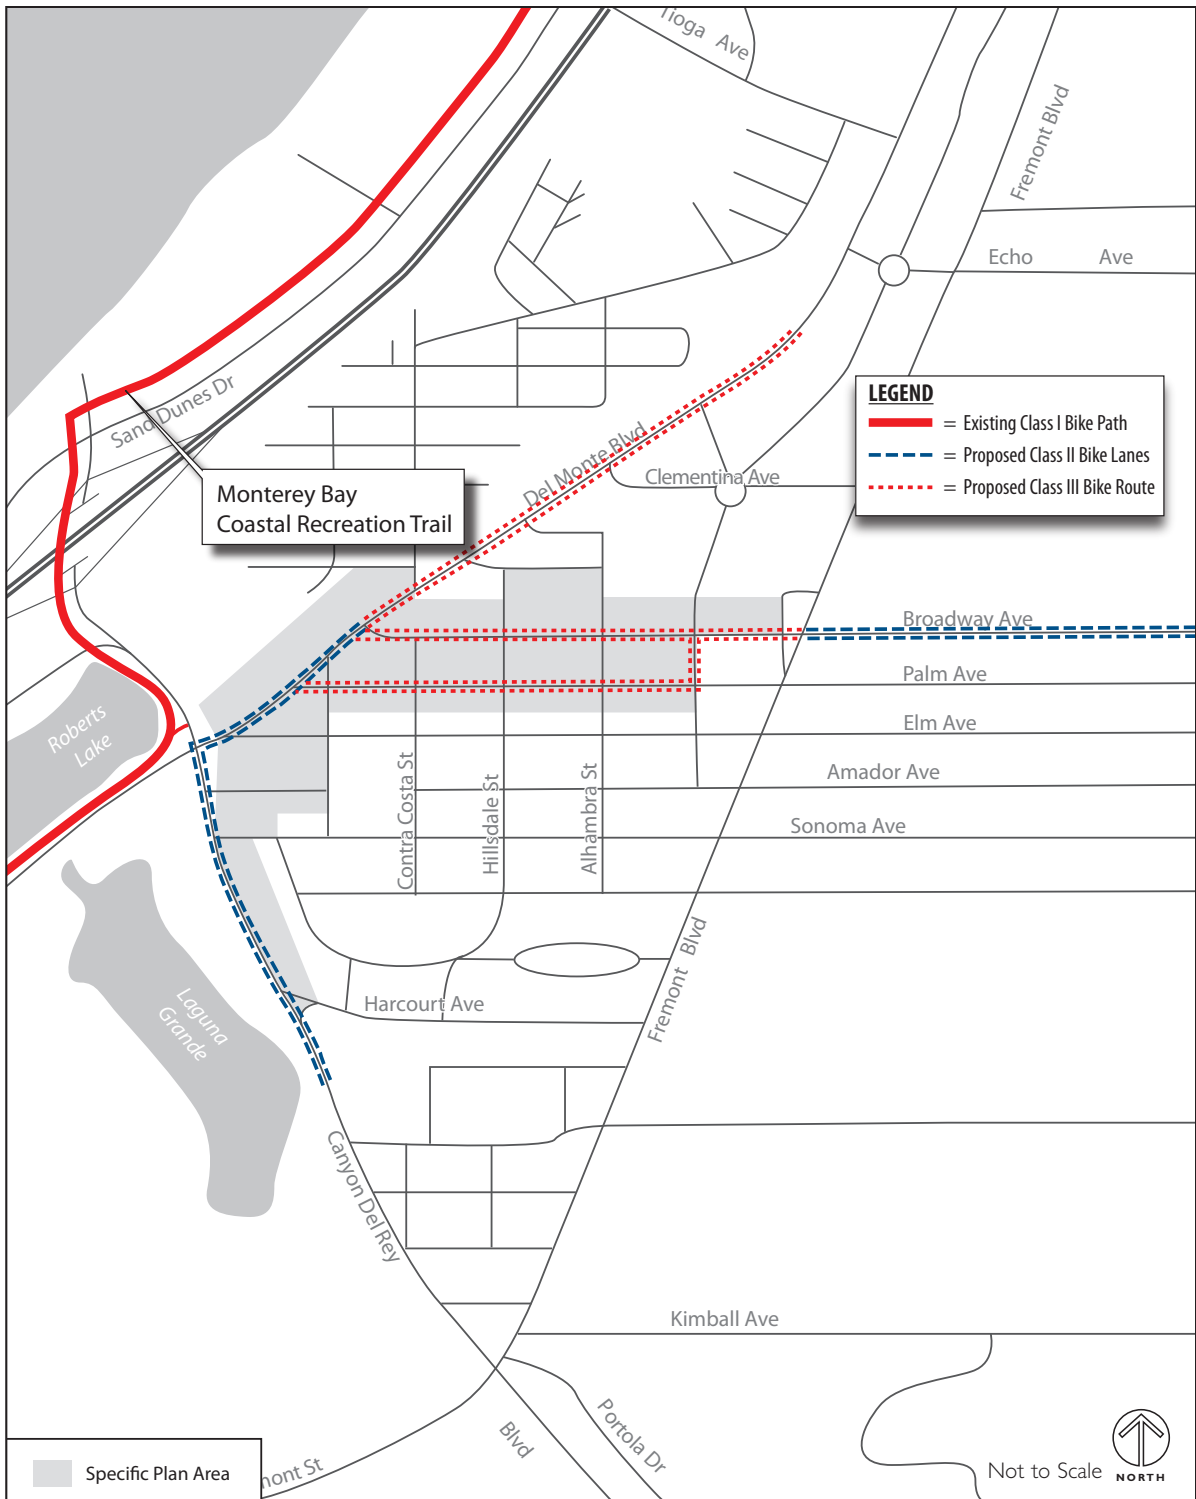 Tioga Ave
Fremont Blvd
Echo Ave
Sand Dunes Dr
LEGEND
= Existing Class I Bike Path
= Proposed Class II Bike Lanes
= Proposed Class III Bike Route
Del Monte Blvd
Clementina Ave
Monterey Bay
Coastal Recreation Trail
Broadway Ave
Palm Ave
Roberts
Lake
Elm Ave
Amador Ave
Contra Costa St
Hillsdale St
Alhambra St
Sonoma Ave
Fremont Blvd
Laguna
Grande
Harcourt Ave
Canyon Del Rey
Blvd
Kimball Ave
Portola Dr
mont St
Specific Plan Area
Not to Scale
NORTH